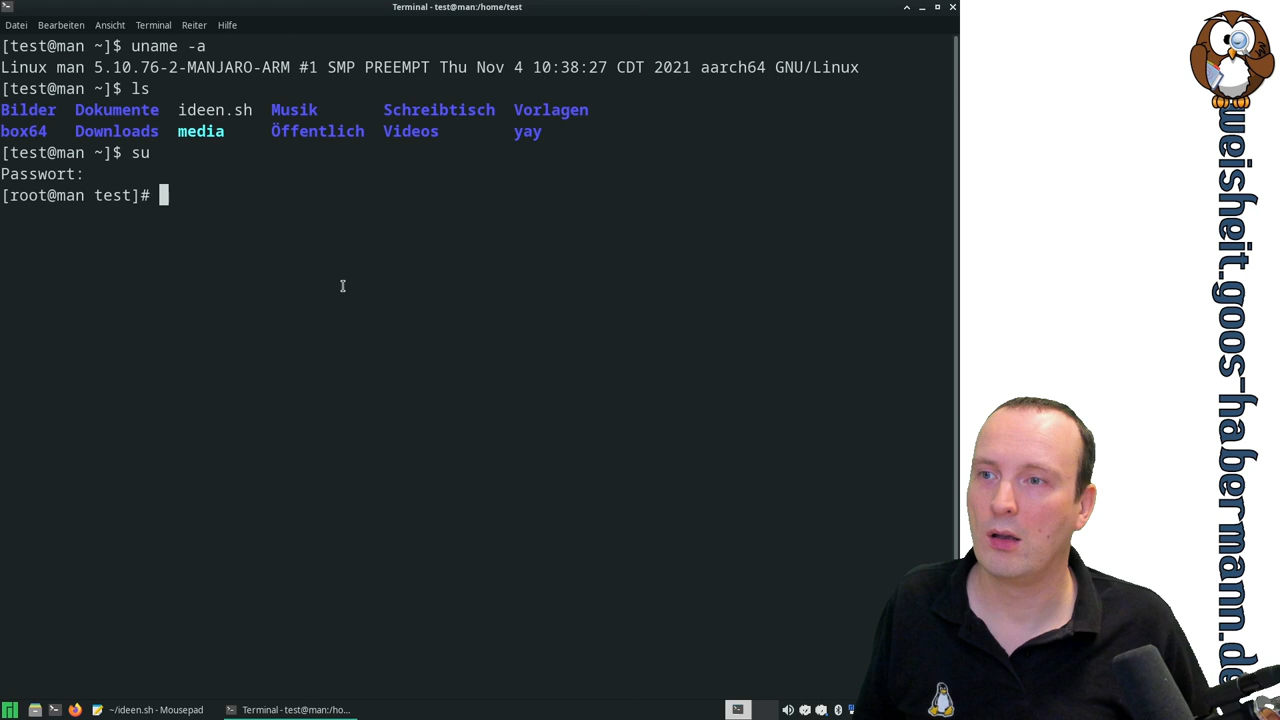 Terminal - test@man:/home/test
Datei Bearbeiten Ansicht Terminal Reiter Hilfe
[test@man ~]$ uname -a
Linux man 5.10.76-2-MANJARO-ARM #1 SMP PREEMPT Thu Nov 4 10:38:27 CDT 2021 aarch64 GNU/Linux
[test@man ~]$ ls
Bilder Dokumente ideen.sh Musik Schreibtisch Vorlagen
box64 Downloads media Öffentlich Videos yay
[test@man ~]$ su
Passwort:
[root@man test]#
~/ideen.sh - Mousepad
Terminal - test@man:/ho...
weisheit.goos-habermann.de